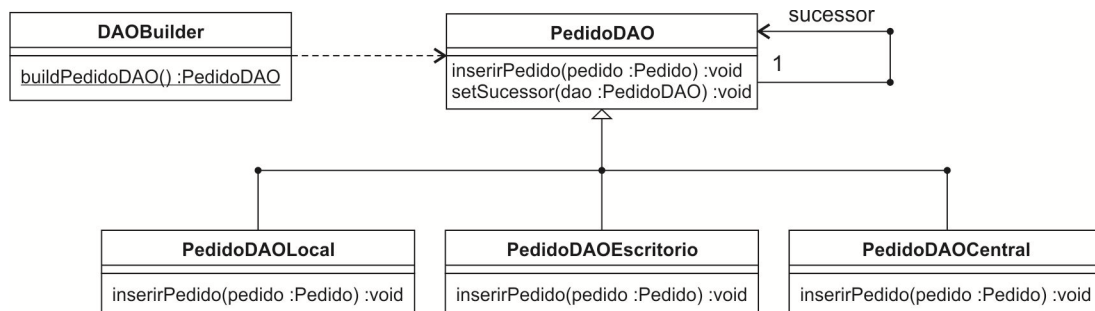 sucessor
DAOBuilder
PedidoDAO
buildPedidoDAO() :PedidoDAO
inserirPedido(pedido :Pedido) :void
setSucessor(dao :PedidoDAO) :void
1
PedidoDAOLocal
PedidoDAOEscritorio
PedidoDAOCentral
inserirPedido(pedido :Pedido) :void
inserirPedido(pedido :Pedido) :void
inserirPedido(pedido :Pedido) :void